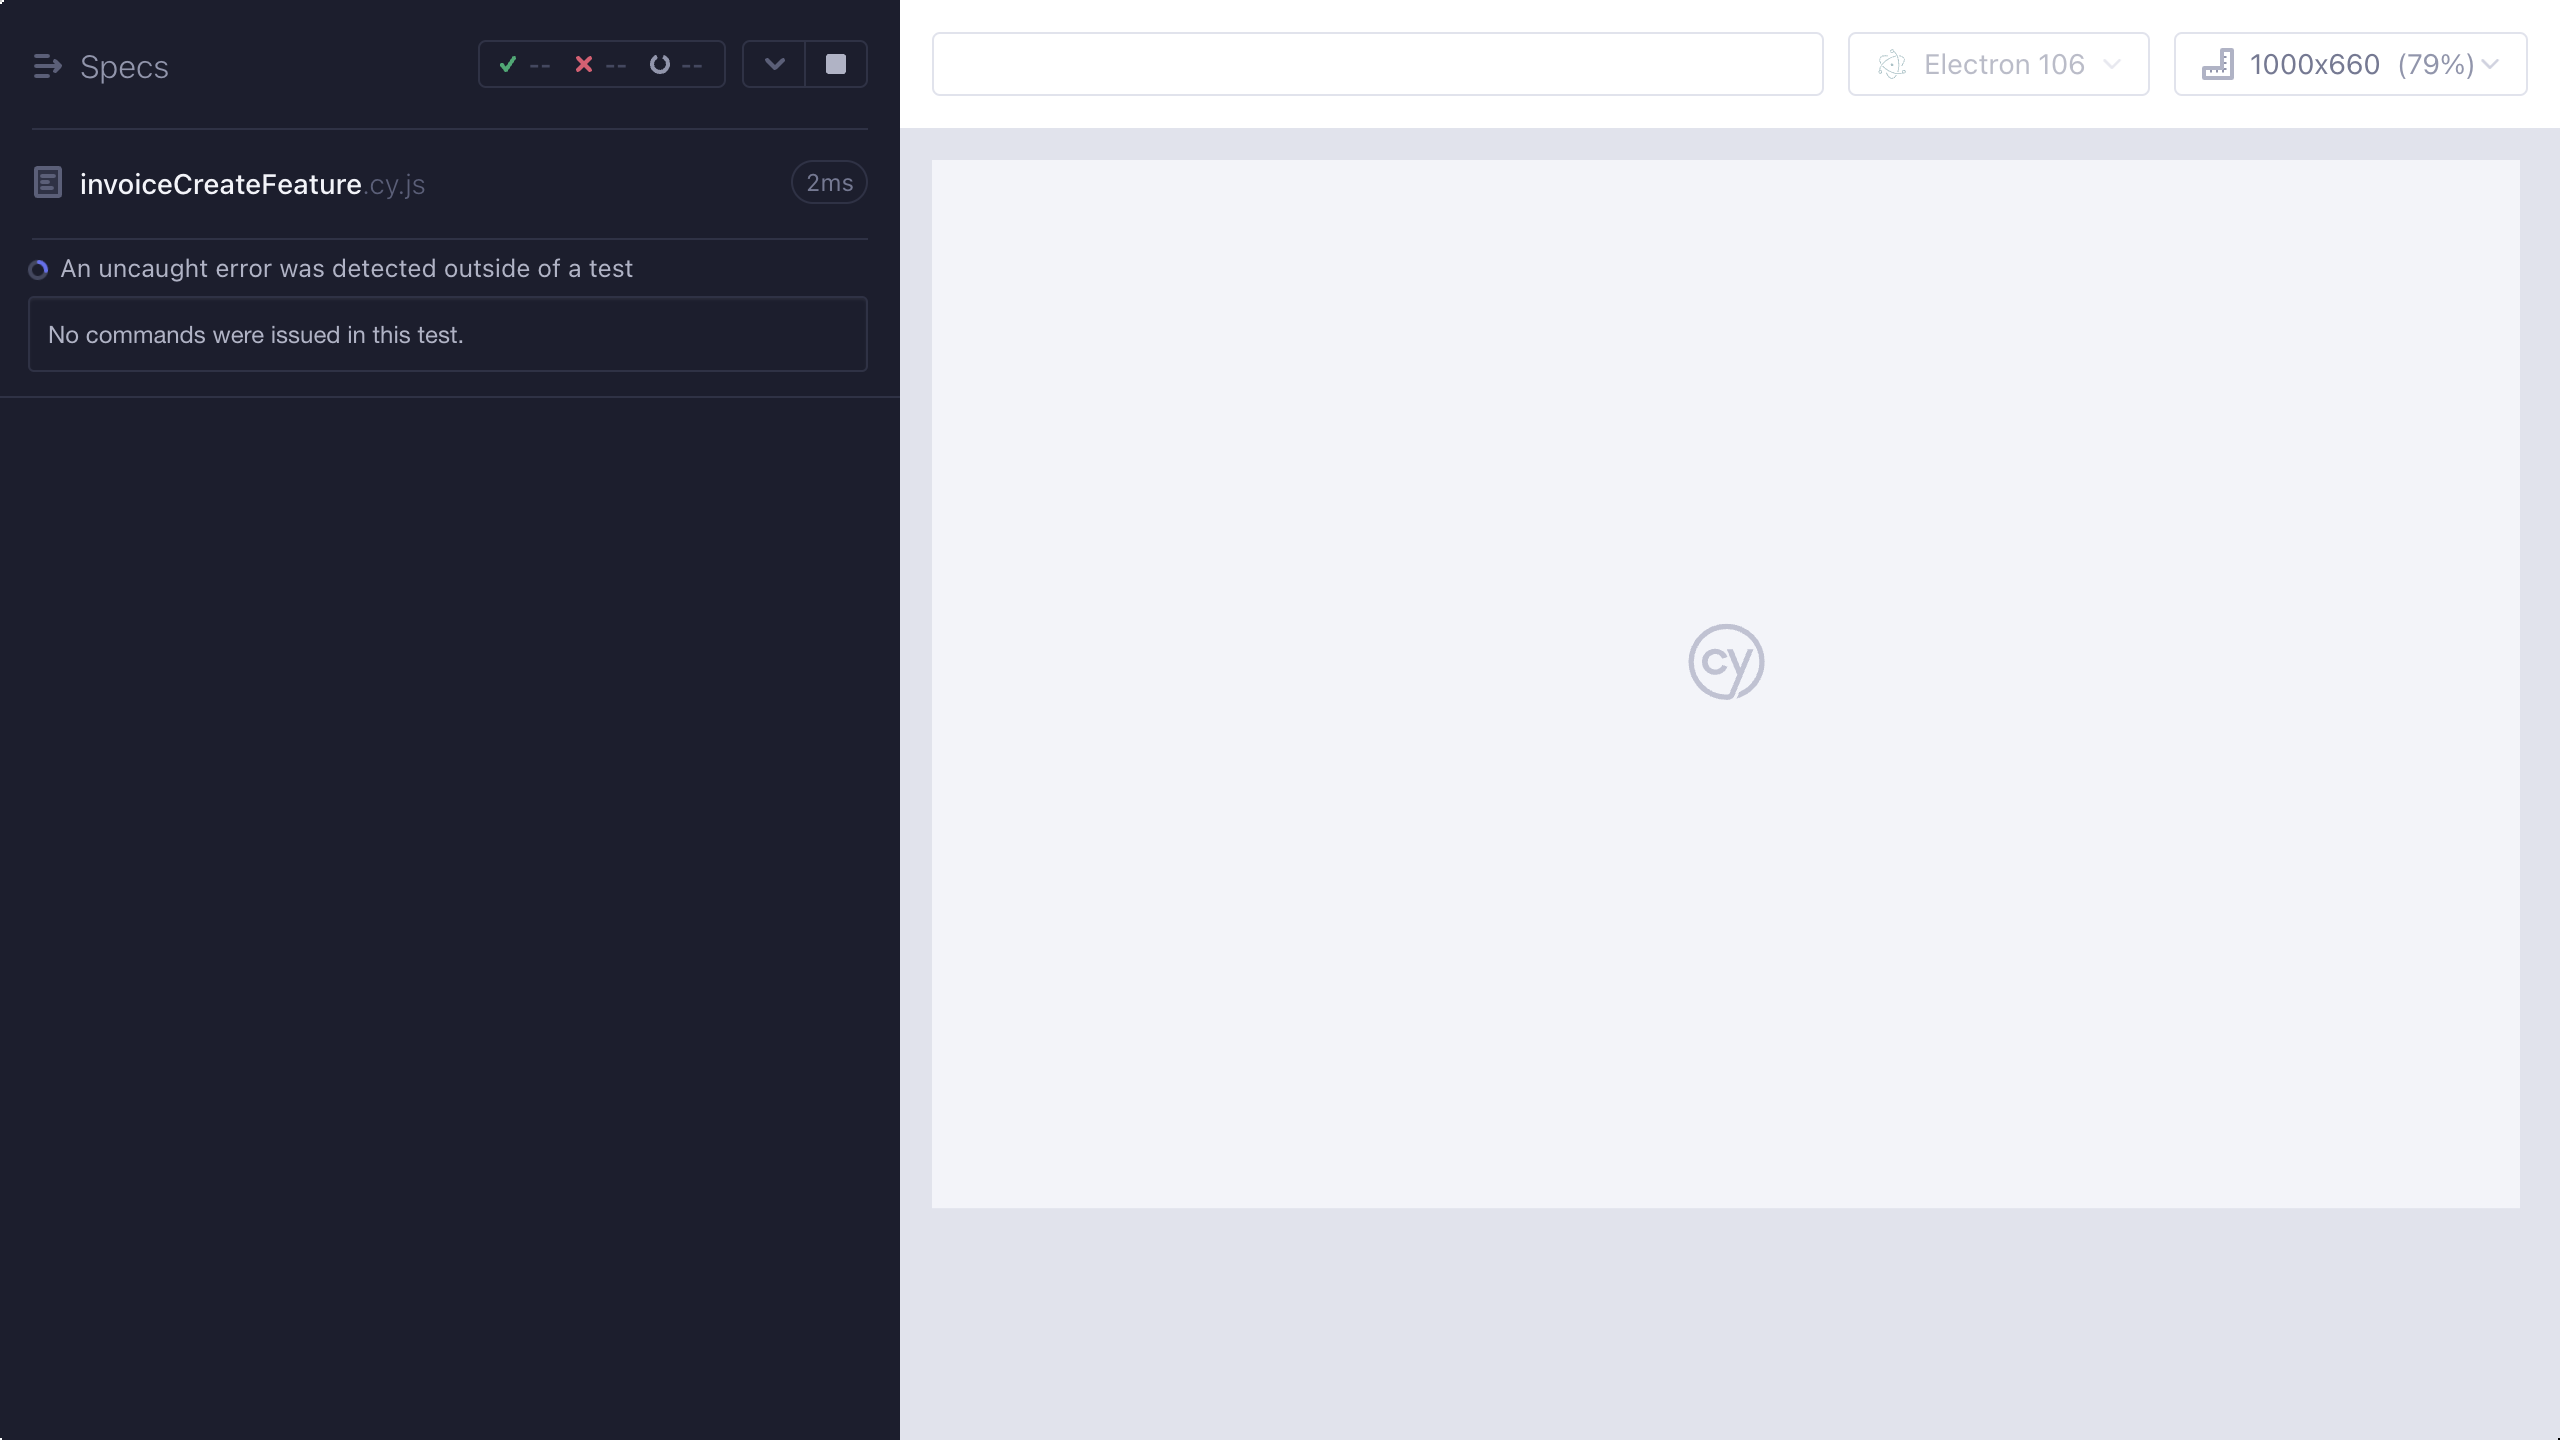 Specs
--
--
--
invoiceCreateFeature.cy.js
2ms
An uncaught error was detected outside of a test
No commands were issued in this test.
Electron 106
1000x660 (79%)
cy